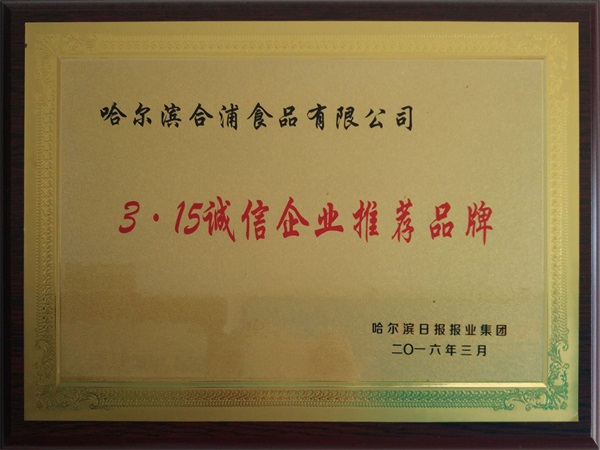 哈尔滨合浦食品有限公司
3·15诚信企业推荐品牌
哈尔滨日报报业集团
二〇一六年三月